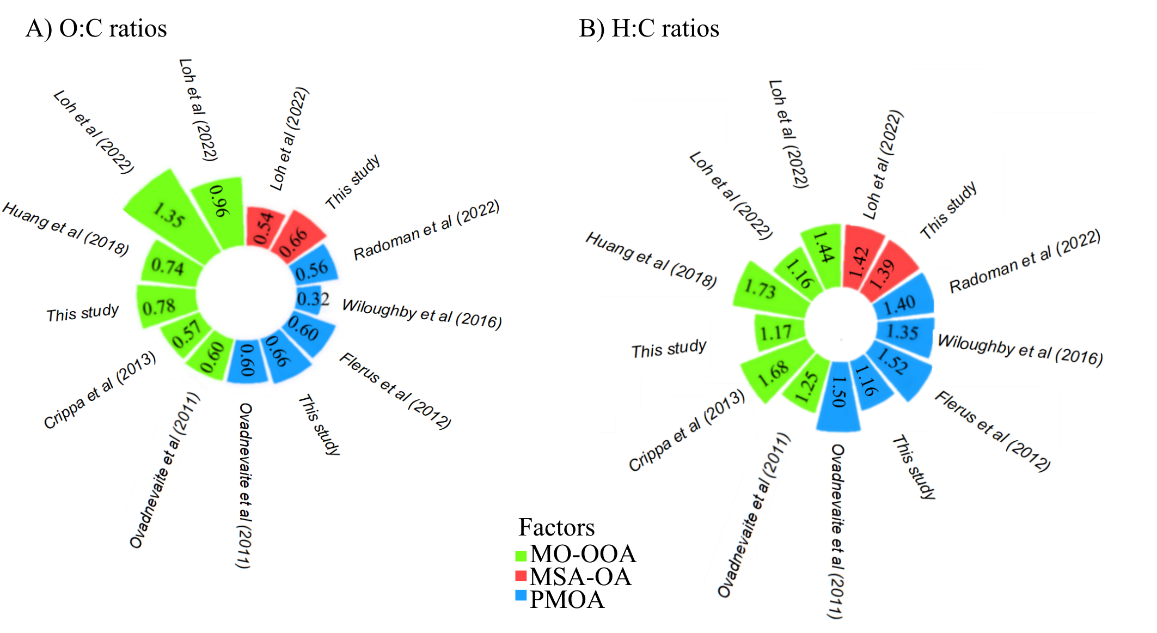 A) O:C ratios
B) H:C ratios
Loh et al (2022)
Loh et al (2022)
Loh et al (2022)
This study
Radoman et al (2022)
Wiloughby et al (2016)
Flerus et al (2012)
This study
Ovadnevaite et al (2011)
Ovadnevaite et al (2011)
Crippa et al (2013)
This study
Huang et al (2018)
1.35
0.96
0.54
0.66
0.56
0.32
0.60
0.66
0.60
0.60
0.57
0.78
0.74
Loh et al (2022)
Loh et al (2022)
Loh et al (2022)
This study
Radoman et al (2022)
Wiloughby et al (2016)
Flerus et al (2012)
This study
Ovadnevaite et al (2011)
Ovadnevaite et al (2011)
Crippa et al (2013)
This study
Huang et al (2018)
1.16
1.44
1.42
1.39
1.40
1.35
1.52
1.16
1.50
1.25
1.68
1.17
1.73
Factors
MO-OOA
MSA-OA
PMOA